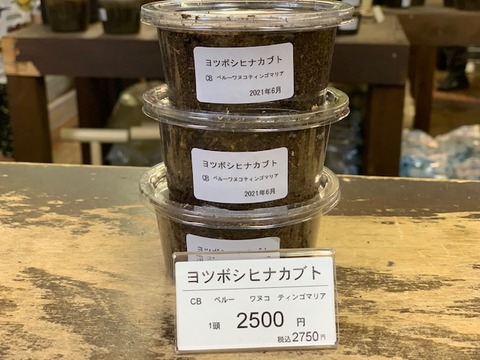 ヨツボシヒナカブト
CB ペルーワヌコティンゴマリア
2021年6月
ヨツボシヒナカブト
CB ペルーワヌコティンゴマリア
2021年6月
ヨツボシヒナカブト
CB ペルー ワヌコ ティンゴマリア
1頭 2500 円
税込2750円